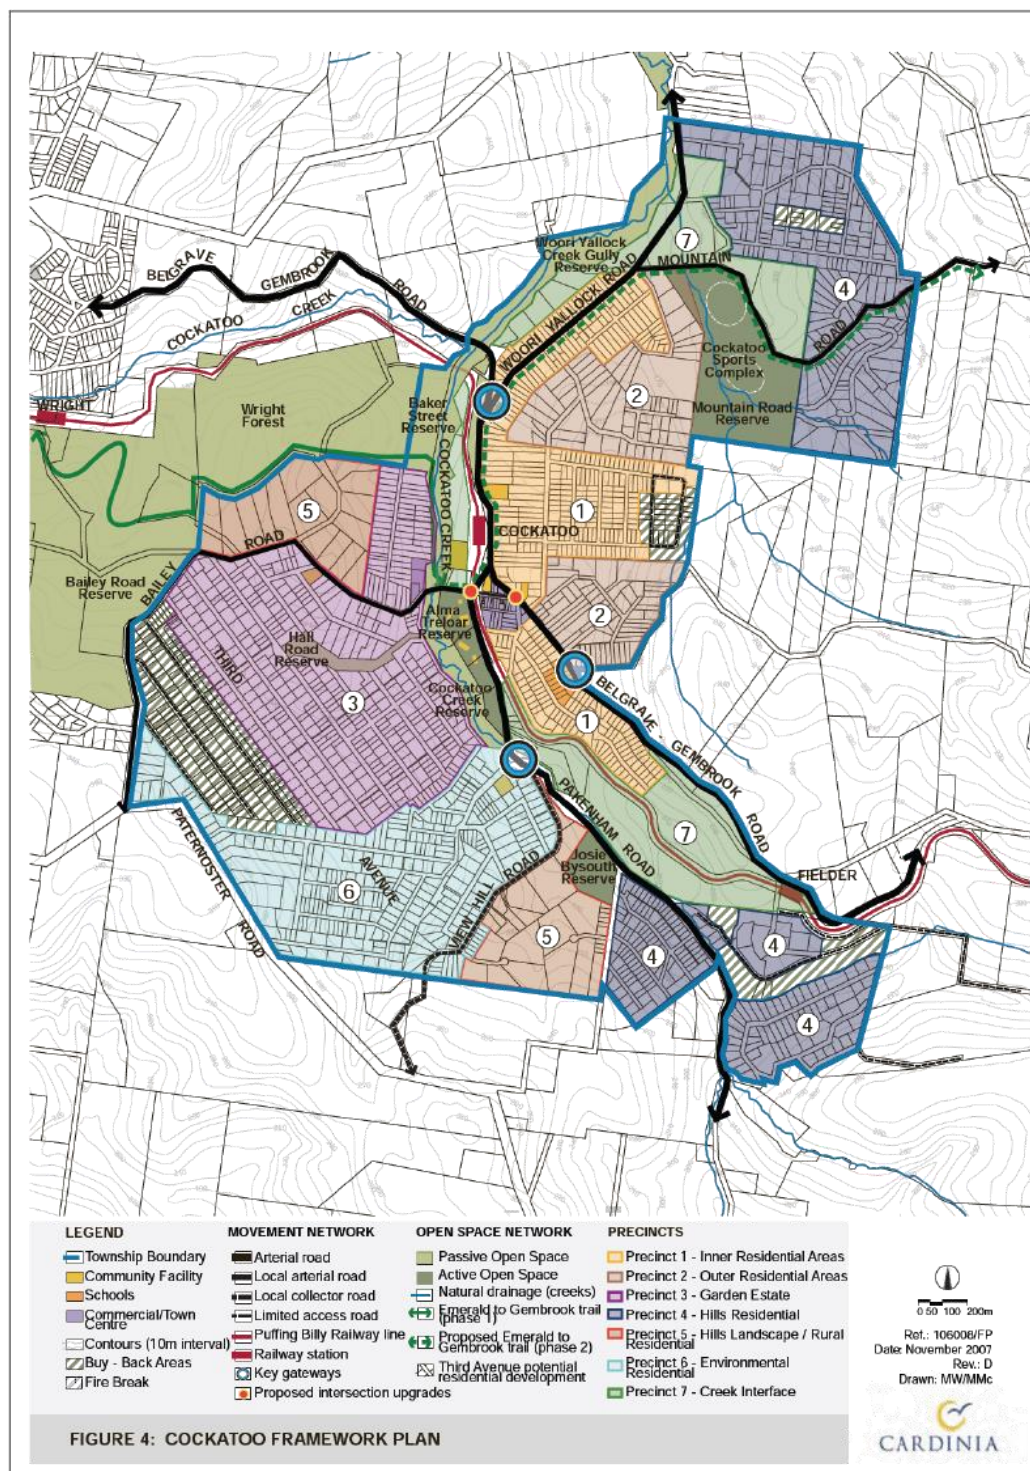 BELGRAVE
GEMBROOK
ROAD
COCKATOO
CREEK
WRIGHT
Wright
Forest
Woori Yallock
Creek Gully
Reserve
WOORI YALLOCK ROAD
7
MOUNTAIN
ROAD
4
Cockatoo
Sports
Complex
Mountain Road
Reserve
2
Baker
Street
Reserve
COCKATOO CREEK
5
ROAD
1
COCKATOO
BAILEY
Bailey Road
Reserve
Alma
Treloar
Reserve
2
Hall
Road
Reserve
THIRD
3
Cockatoo
Creek
Reserve
1
BELGRAVE - GEMBROOK
ROAD
PAKENHAM
ROAD
7
PATERNOSTER
ROAD
AVENUE
6
VIEW HILL
ROAD
Josie
Bysouth
Reserve
FIELDER
5
4
4
4
LEGEND
Township Boundary
Community Facility
Schools
Commercial/Town
Centre
Contours (10m interval)
Buy - Back Areas
Fire Break
MOVEMENT NETWORK
Arterial road
Local arterial road
Local collector road
Limited access road
Puffing Billy Railway line
Railway station
Key gateways
Proposed intersection upgrades
OPEN SPACE NETWORK
Passive Open Space
Active Open Space
Natural drainage (creeks)
Emerald to Gembrook trail
(phase 1)
Proposed Emerald to
Gembrook trail (phase 2)
Third Avenue potential
residential development
PRECINCTS
Precinct 1 - Inner Residential Areas
Precinct 2 - Outer Residential Areas
Precinct 3 - Garden Estate
Precinct 4 - Hills Residential
Precinct 5 - Hills Landscape / Rural
Residential
Precinct 6 - Environmental
Residential
Precinct 7 - Creek Interface
0 50 100 200m
Ref.: 106008/FP
Date: November 2007
Rev.: D
Drawn: MW/MMc
FIGURE 4: COCKATOO FRAMEWORK PLAN
CARDINIA